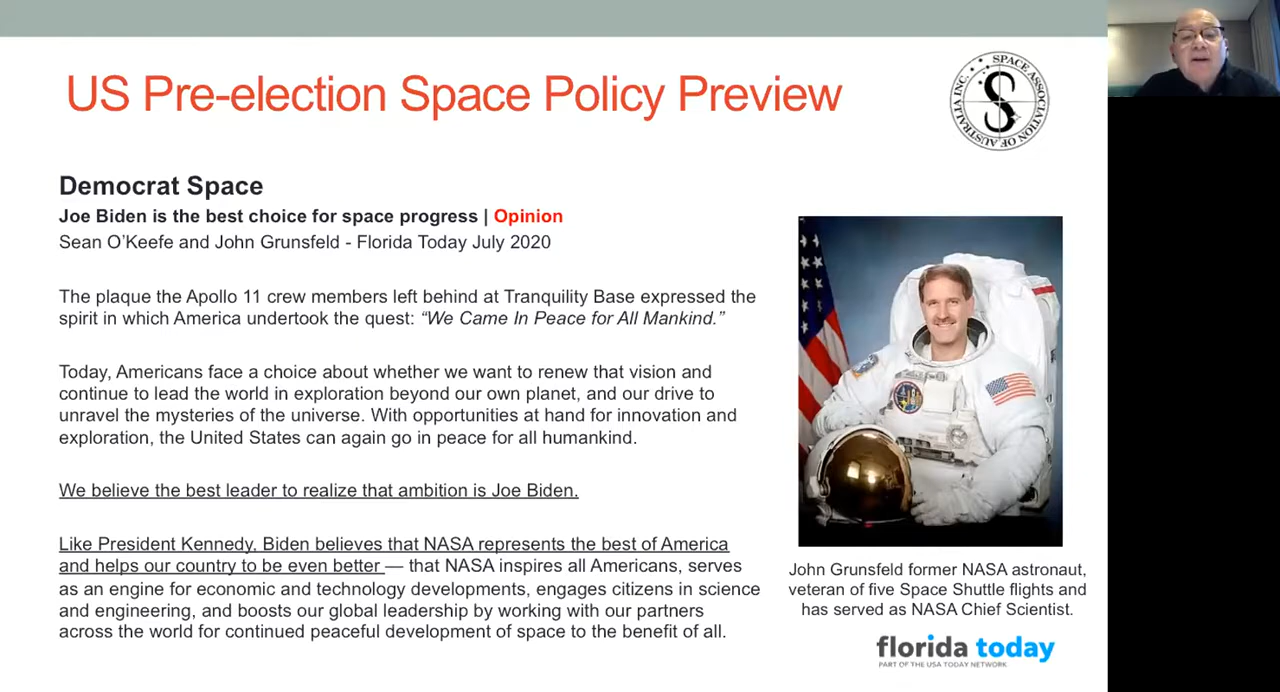 US Pre-election Space Policy Preview
SPACE ASSOCIATION OF AUSTRALIA INC.
S
Democrat Space
Joe Biden is the best choice for space progress | Opinion
Sean O’Keefe and John Grunsfeld - Florida Today July 2020
The plaque the Apollo 11 crew members left behind at Tranquility Base expressed the
spirit in which America undertook the quest: “We Came In Peace for All Mankind.”
Today, Americans face a choice about whether we want to renew that vision and
continue to lead the world in exploration beyond our own planet, and our drive to
unravel the mysteries of the universe. With opportunities at hand for innovation and
exploration, the United States can again go in peace for all humankind.
We believe the best leader to realize that ambition is Joe Biden.
Like President Kennedy, Biden believes that NASA represents the best of America
and helps our country to be even better — that NASA inspires all Americans, serves
as an engine for economic and technology developments, engages citizens in science
and engineering, and boosts our global leadership by working with our partners
across the world for continued peaceful development of space to the benefit of all.
John Grunsfeld former NASA astronaut,
veteran of five Space Shuttle flights and
has served as NASA Chief Scientist.
florida today
PART OF THE USA TODAY NETWORK